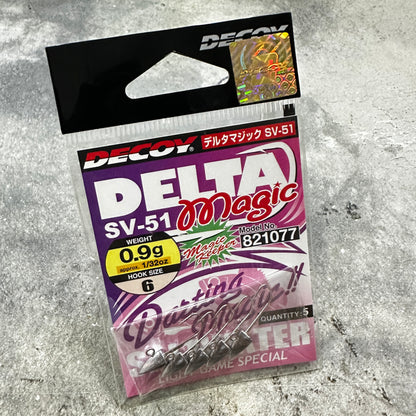 DECOY
DECOY デルタマジック SV-51
DELTA
SV-51 Magic
Magic Keeper
Model No.
821077
WEIGHT
0.9g
approx. 1/32oz
HOOK SIZE
6
Darting
Magic!!
QUANTITY: 5
LIGHT GAME SPECIAL